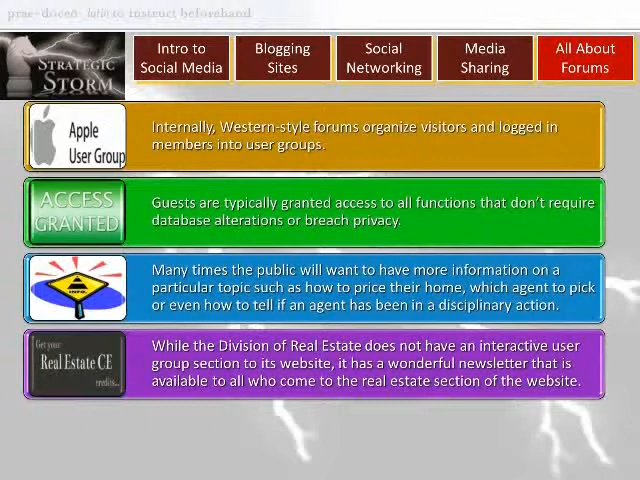 prae-doceo- latin to instruct beforehand
STRATEGIC
STORM
Intro to
Social Media
Blogging
Sites
Social
Networking
Media
Sharing
All About
Forums
Apple
User Group
Internally, Western-style forums organize visitors and logged in
members into user groups.
ACCESS
GRANTED
Guests are typically granted access to all functions that don't require
database alterations or breach privacy.
INFO.
Many times the public will want to have more information on a
particular topic such as how to price their home, which agent to pick
or even how to tell if an agent has been in a disciplinary action.
Get your
Real Estate CE
credits...
While the Division of Real Estate does not have an interactive user
group section to its website, it has a wonderful newsletter that is
available to all who come to the real estate section of the website.